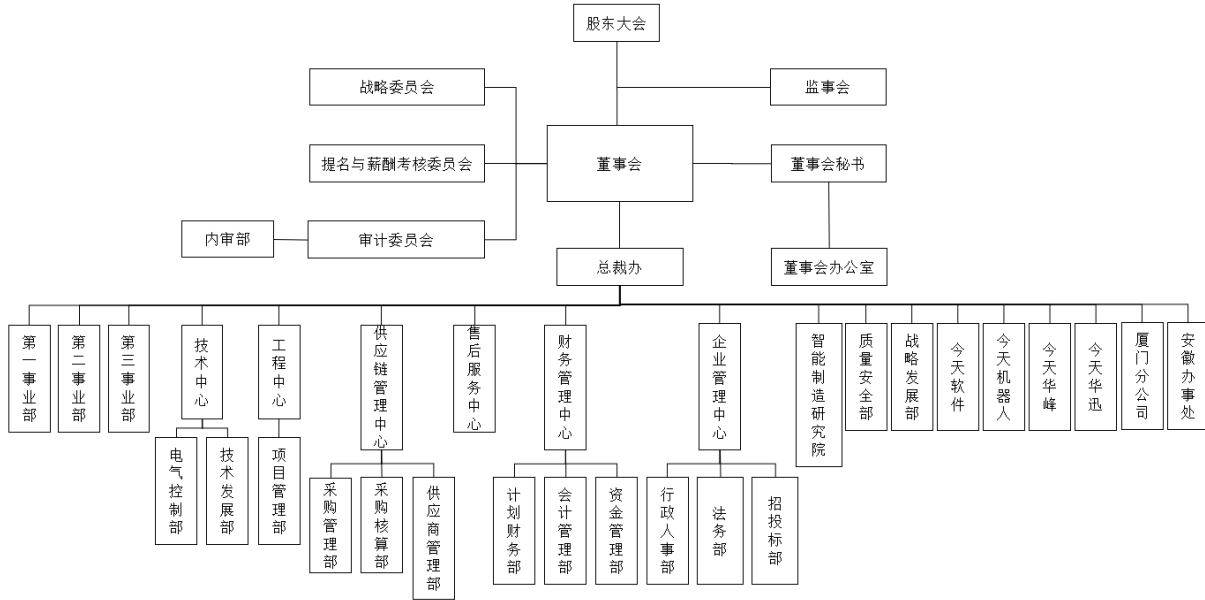 股东大会
战略委员会
监事会
提名与薪酬考核委员会
董事会
董事会秘书
内审部
审计委员会
总裁办
董事会办公室
第一事业部
第二事业部
第三事业部
技术中心
工程中心
供应链管理中心
售后服务中心
财务管理中心
企业管理中心
智能制造研究院
质量安全部
战略发展部
今天软件
今天机器人
今天华峰
今天华迅
厦门分公司
安徽办事处
电气控制部
技术发展部
项目管理部
采购管理部
采购核算部
供应商管理部
计划财务部
会计管理部
资金管理部
行政人事部
法务部
招投标部